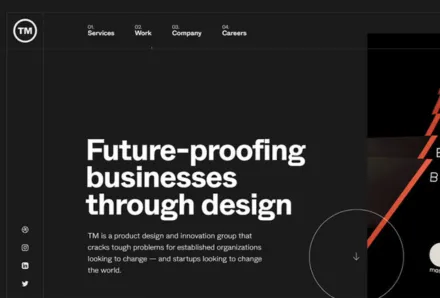 TM
01. 02. 03. 04.
Services Work Company Careers
Future-proofing
businesses
through design
TM is a product design and innovation group that
cracks tough problems for established organizations
looking to change — and startups looking to change
the world.